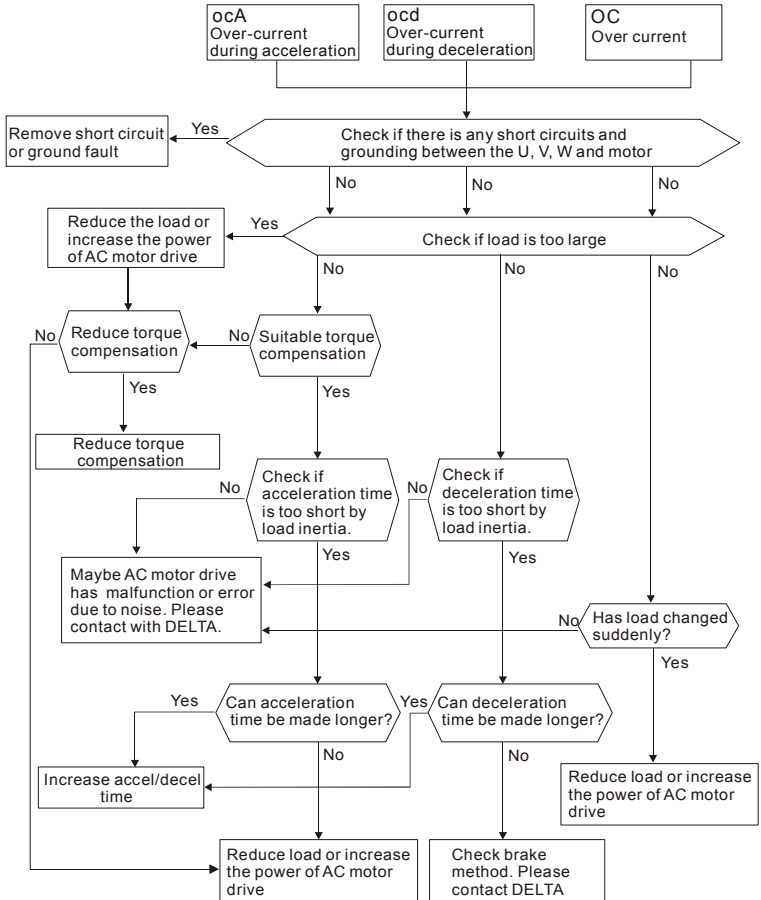 ocA
Over-current
during acceleration
ocd
Over-current
during deceleration
OC
Over current
Remove short circuit
or ground fault
Yes
Check if there is any short circuits and
grounding between the U, V, W and motor
No
No
No
Reduce the load or
increase the power
of AC motor drive
Yes
Check if load is too large
No
No
No
No
Reduce torque
compensation
No
Suitable torque
compensation
Yes
Yes
Reduce torque
compensation
No
Check if
acceleration time
is too short by
load inertia.
No
Check if
deceleration time
is too short by
load inertia.
Yes
Yes
Maybe AC motor drive
has malfunction or error
due to noise. Please
contact with DELTA.
No
Has load changed
suddenly?
Yes
Yes
Can acceleration
time be made longer?
Yes
Can deceleration
time be made longer?
No
No
Increase accel/decel
time
Reduce load or increase
the power of AC motor
drive
Reduce load or increase
the power of AC motor
drive
Check brake
method. Please
contact DELTA